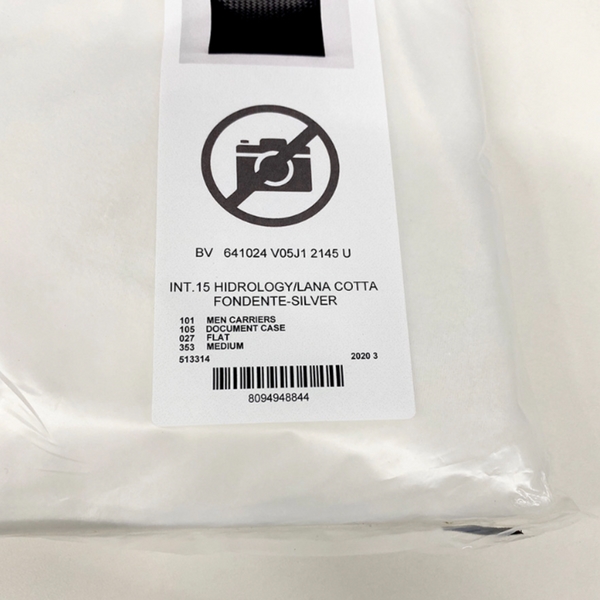 BV 641024 V05J1 2145 U
INT.15 HIDROLOGY/LANA COTTA
FONDENTE-SILVER
101 MEN CARRIERS
105 DOCUMENT CASE
027 FLAT
353 MEDIUM
513314 2020 3
8094948844